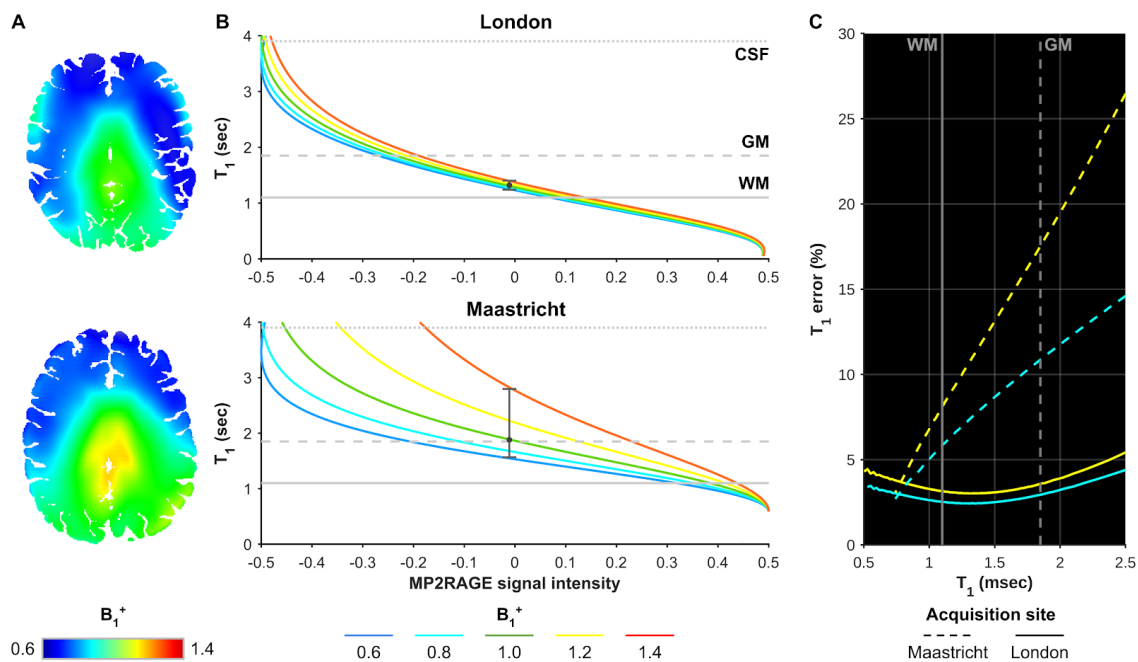 A
B
London
C
4
3
2
1
0
T1 (sec)
CSF
GM
WM
-0.5 -0.4 -0.3 -0.2 -0.1 0 0.1 0.2 0.3 0.4 0.5
Maastricht
4
3
2
1
0
T1 (sec)
-0.5 -0.4 -0.3 -0.2 -0.1 0 0.1 0.2 0.3 0.4 0.5
MP2RAGE signal intensity
WM GM
30
25
20
15
10
5
0
T1 error (%)
0.5 1 1.5 2 2.5
T1 (msec)
B1+
0.6 1.4
B1+
0.6 0.8 1.0 1.2 1.4
Acquisition site
Maastricht London